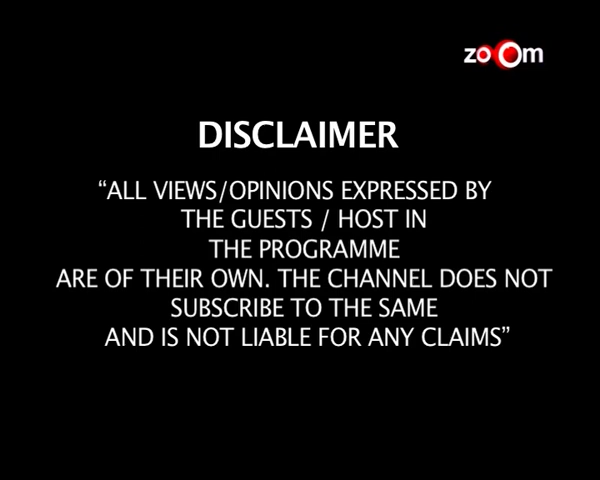 zoom
DISCLAIMER
“ALL VIEWS/OPINIONS EXPRESSED BY
THE GUESTS / HOST IN
THE PROGRAMME
ARE OF THEIR OWN. THE CHANNEL DOES NOT
SUBSCRIBE TO THE SAME
AND IS NOT LIABLE FOR ANY CLAIMS”